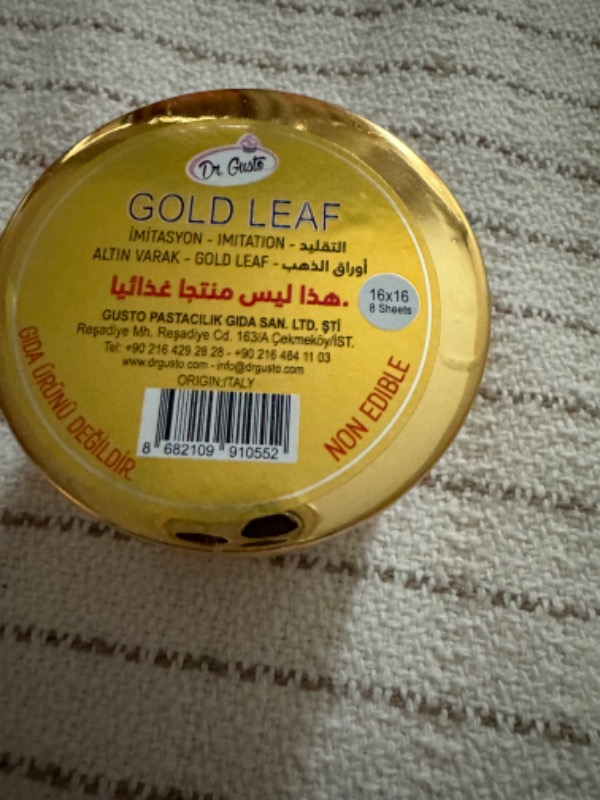 Dr. Gusto
GOLD LEAF
İMİTASYON - IMITATION - التقليد
ALTIN VARAK - GOLD LEAF - أوراق الذهب
هذا ليس منتجا غذائيا.
16x16
8 Sheets
GUSTO PASTACILIK GIDA SAN. LTD. ŞTİ
Reşadiye Mh. Reşadiye Cd. 163/A Çekmeköy/İST.
Tel: +90 216 429 28 28 - +90 216 484 11 03
www.drgusto.com - info@drgusto.com
ORIGIN;ITALY
GIDA ÜRÜNÜ DEĞİLDİR.
NON EDIBLE
8 682109 910552